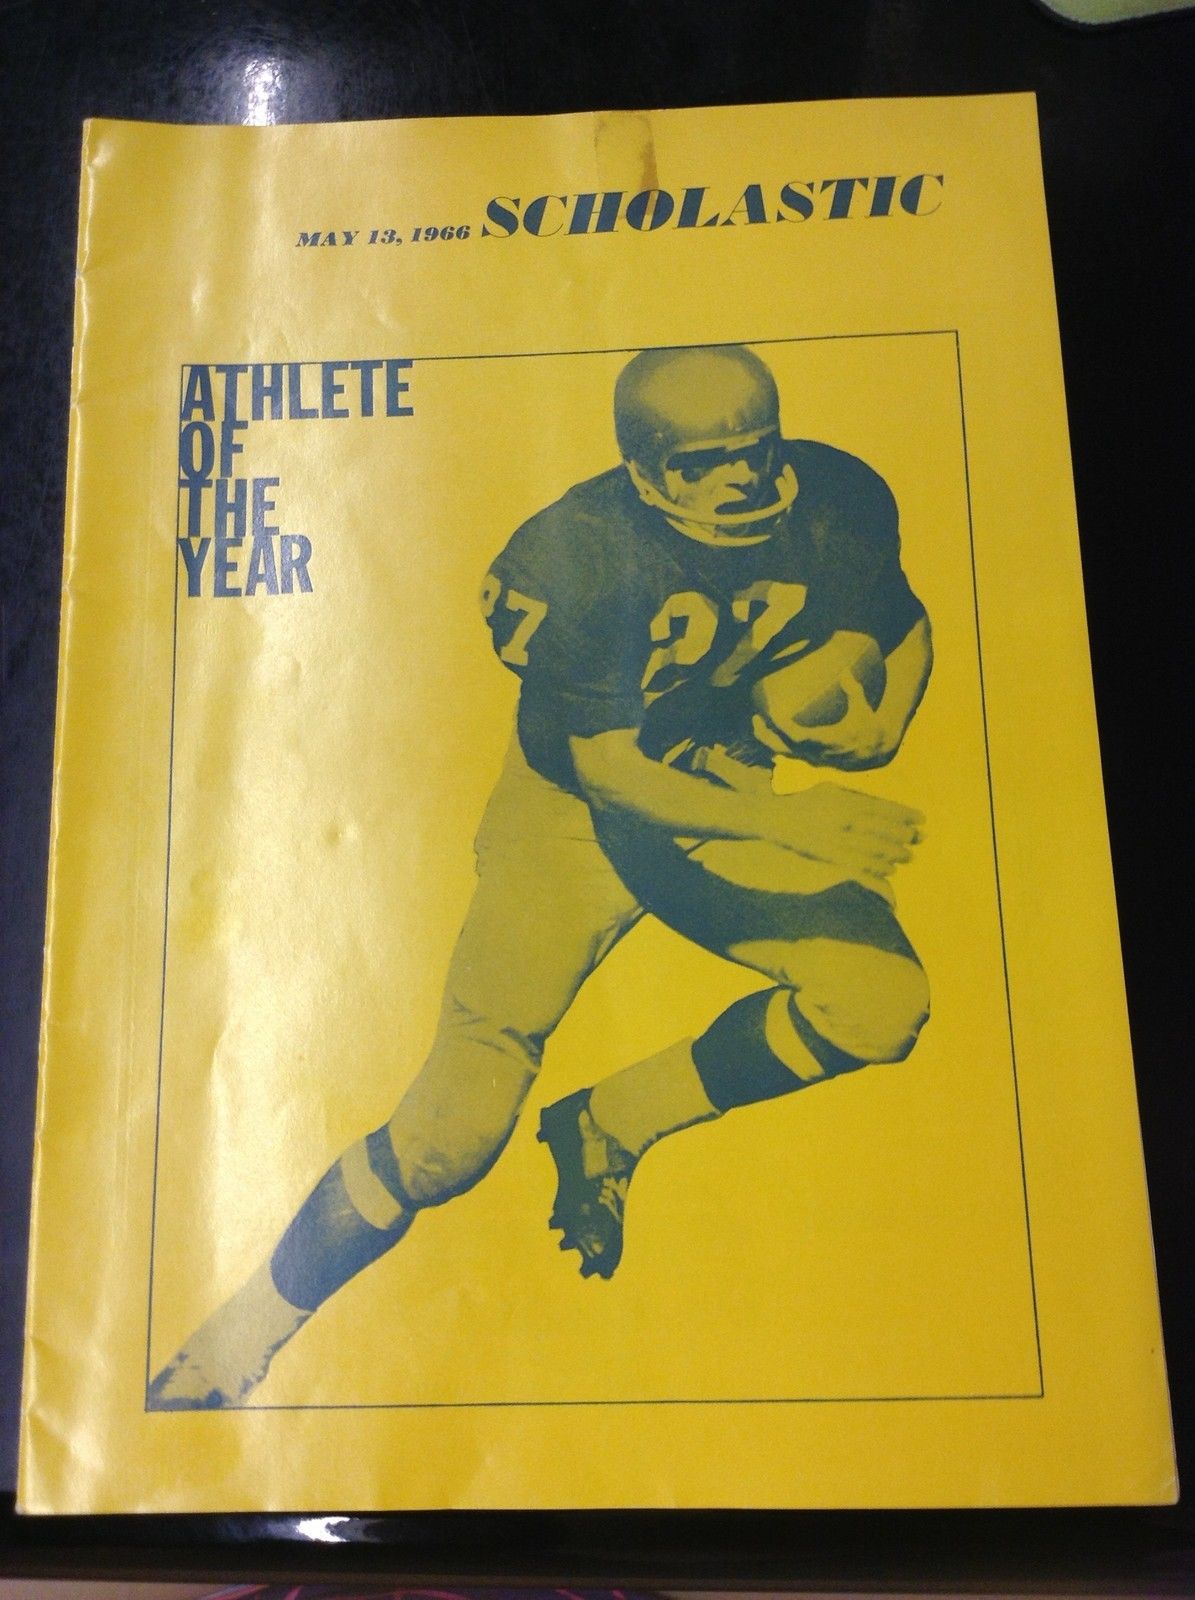 MAY 13, 1966 SCHOLASTIC
ATHLETE
OF
THE
YEAR
27
27